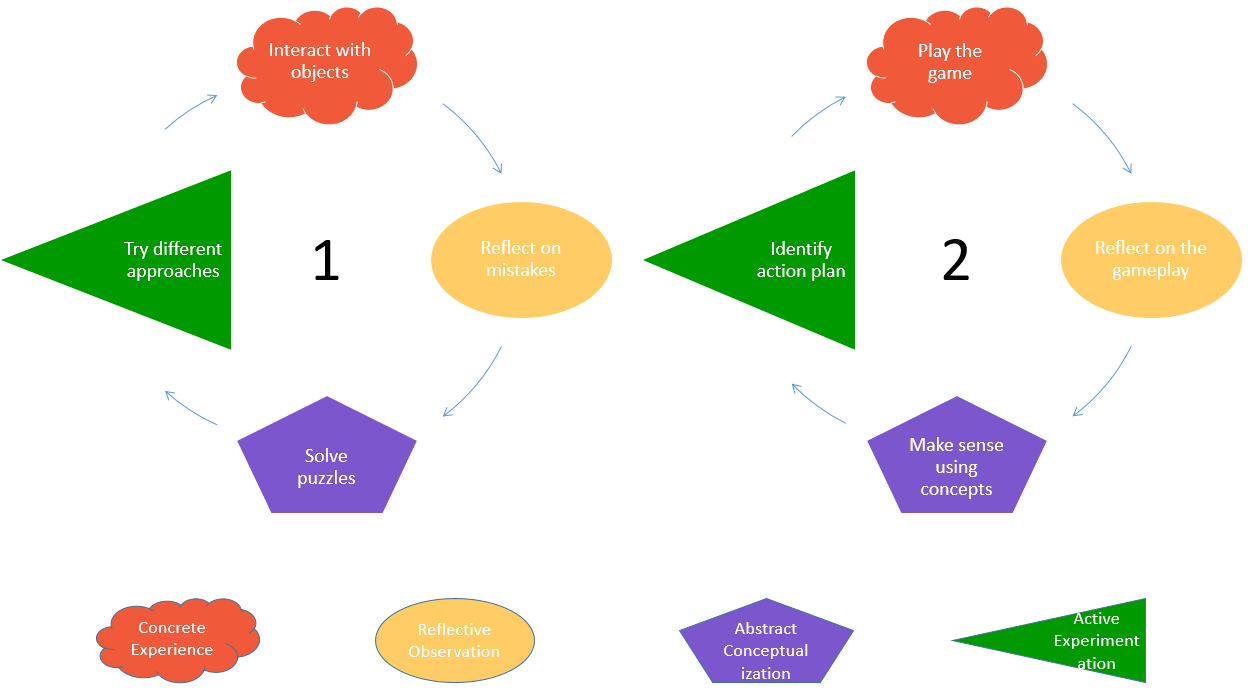 Interact with
objects
Play the
game
Try different
approaches
1
Reflect on
mistakes
Identify
action plan
2
Reflect on the
gameplay
Solve
puzzles
Make sense
using
concepts
Concrete
Experience
Reflective
Observation
Abstract
Conceptual
ization
Active
Experiment
ation